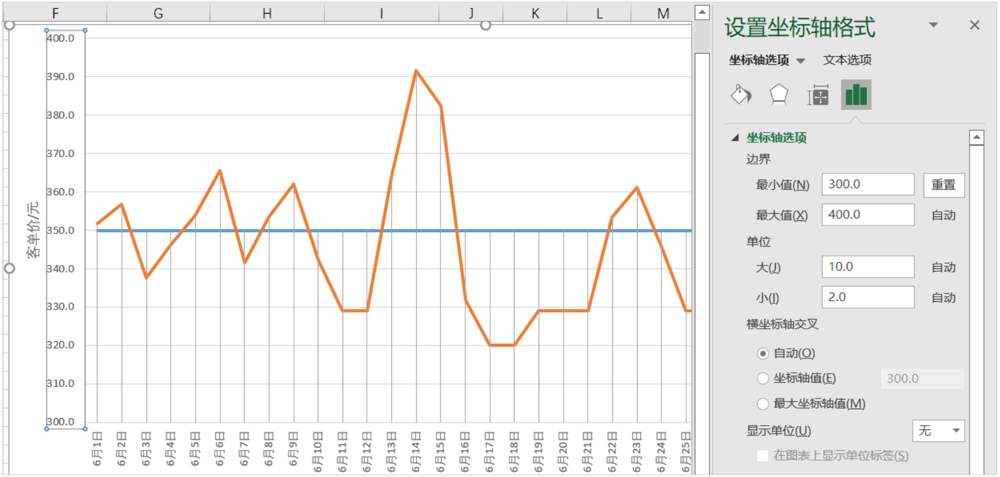 F G H I J K L M
400.0
390.0
380.0
370.0
360.0
350.0
340.0
330.0
320.0
310.0
300.0
客单价/元
6月1日
6月2日
6月3日
6月4日
6月5日
6月6日
6月7日
6月8日
6月9日
6月10日
6月11日
6月12日
6月13日
6月14日
6月15日
6月16日
6月17日
6月18日
6月19日
6月20日
6月21日
6月22日
6月23日
6月24日
6月25日
设置坐标轴格式
坐标轴选项 文本选项
坐标轴选项
边界
最小值(N) 300.0 重置
最大值(X) 400.0 自动
单位
大(J) 10.0 自动
小(I) 2.0 自动
横坐标轴交叉
自动(O)
坐标轴值(E) 300.0
最大坐标轴值(M)
显示单位(U) 无
在图表上显示单位标签(S)